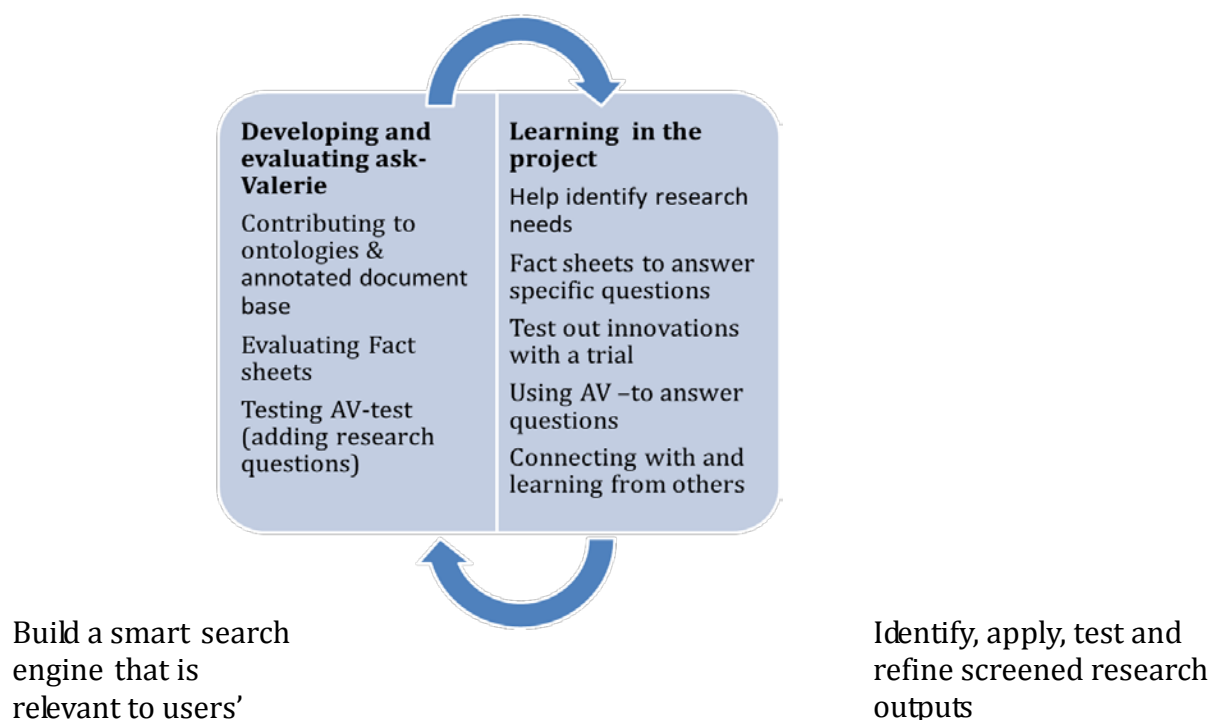 Developing and
evaluating ask-
Valerie
Contributing to
ontologies &
annotated document
base
Evaluating Fact
sheets
Testing AV-test
(adding research
questions)
Learning in the
project
Help identify research
needs
Fact sheets to answer
specific questions
Test out innovations
with a trial
Using AV –to answer
questions
Connecting with and
learning from others
Build a smart search
engine that is
relevant to users’
Identify, apply, test and
refine screened research
outputs